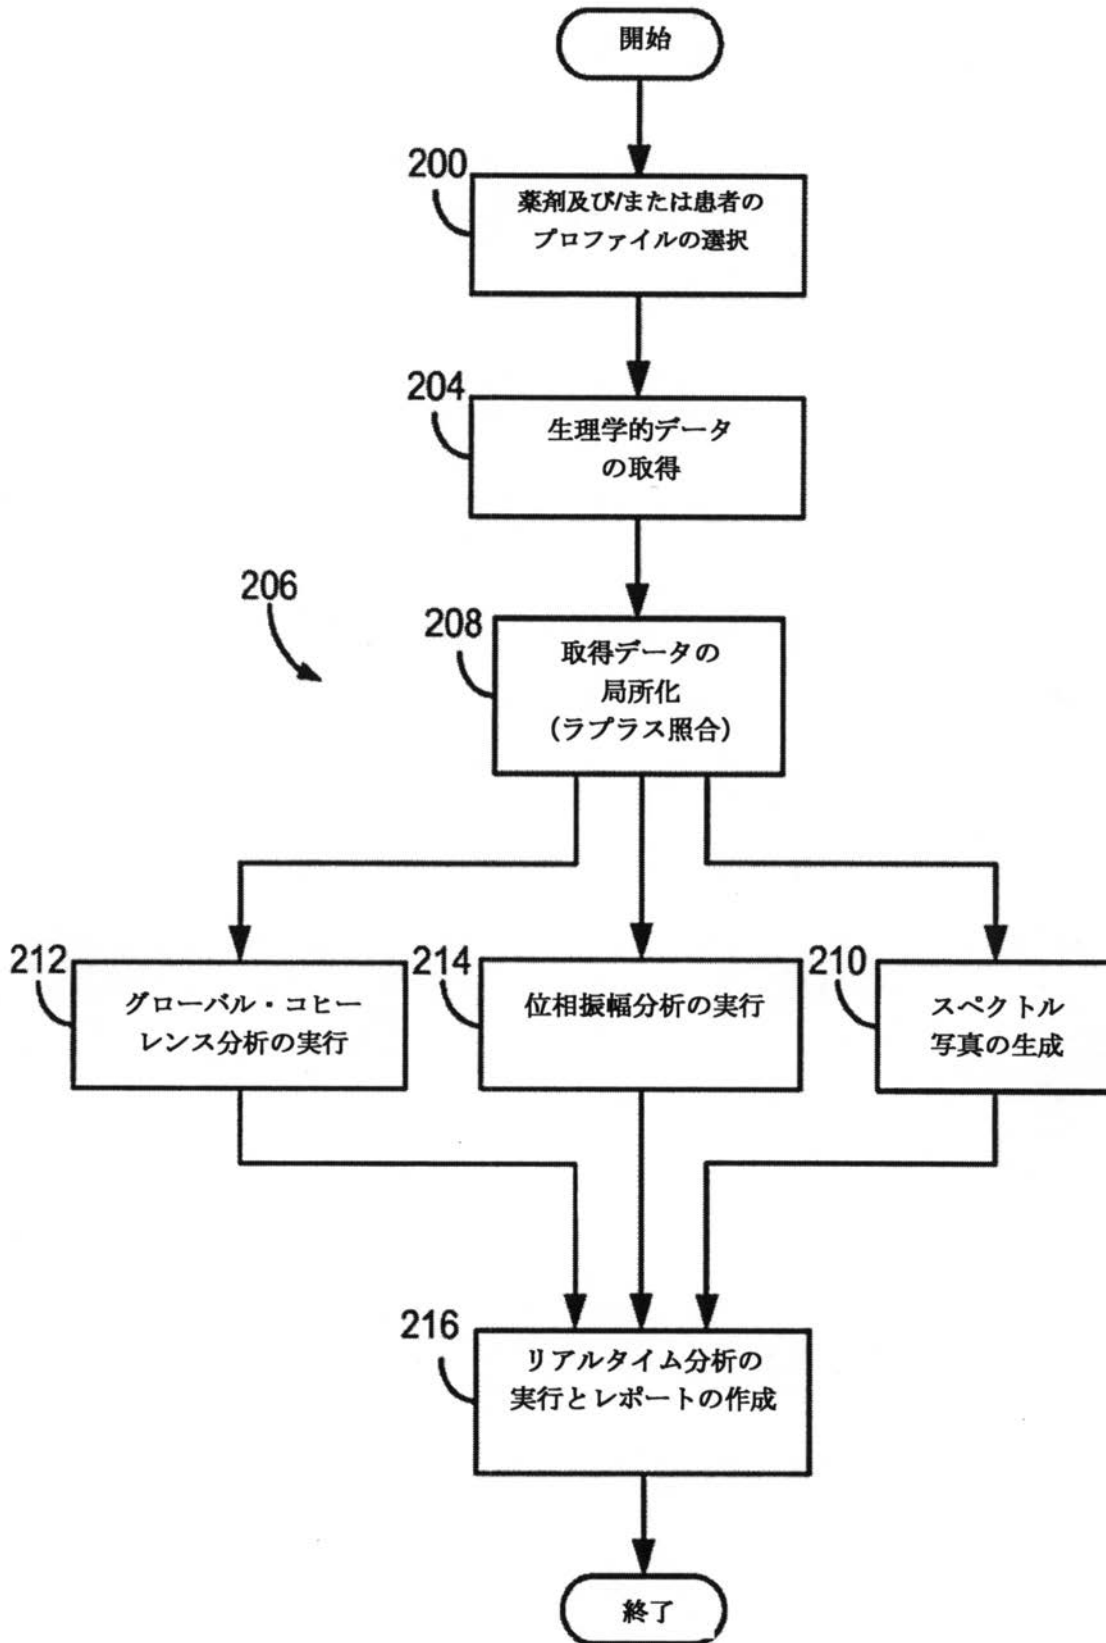 開始
200
薬剤及び/または患者の
プロファイルの選択
204
生理学的データ
の取得
206
208
取得データの
局所化
(ラプラス照合)
212
グローバル・コヒー
レンス分析の実行
214
位相振幅分析の実行
210
スペクトル
写真の生成
216
リアルタイム分析の
実行とレポートの作成
終了